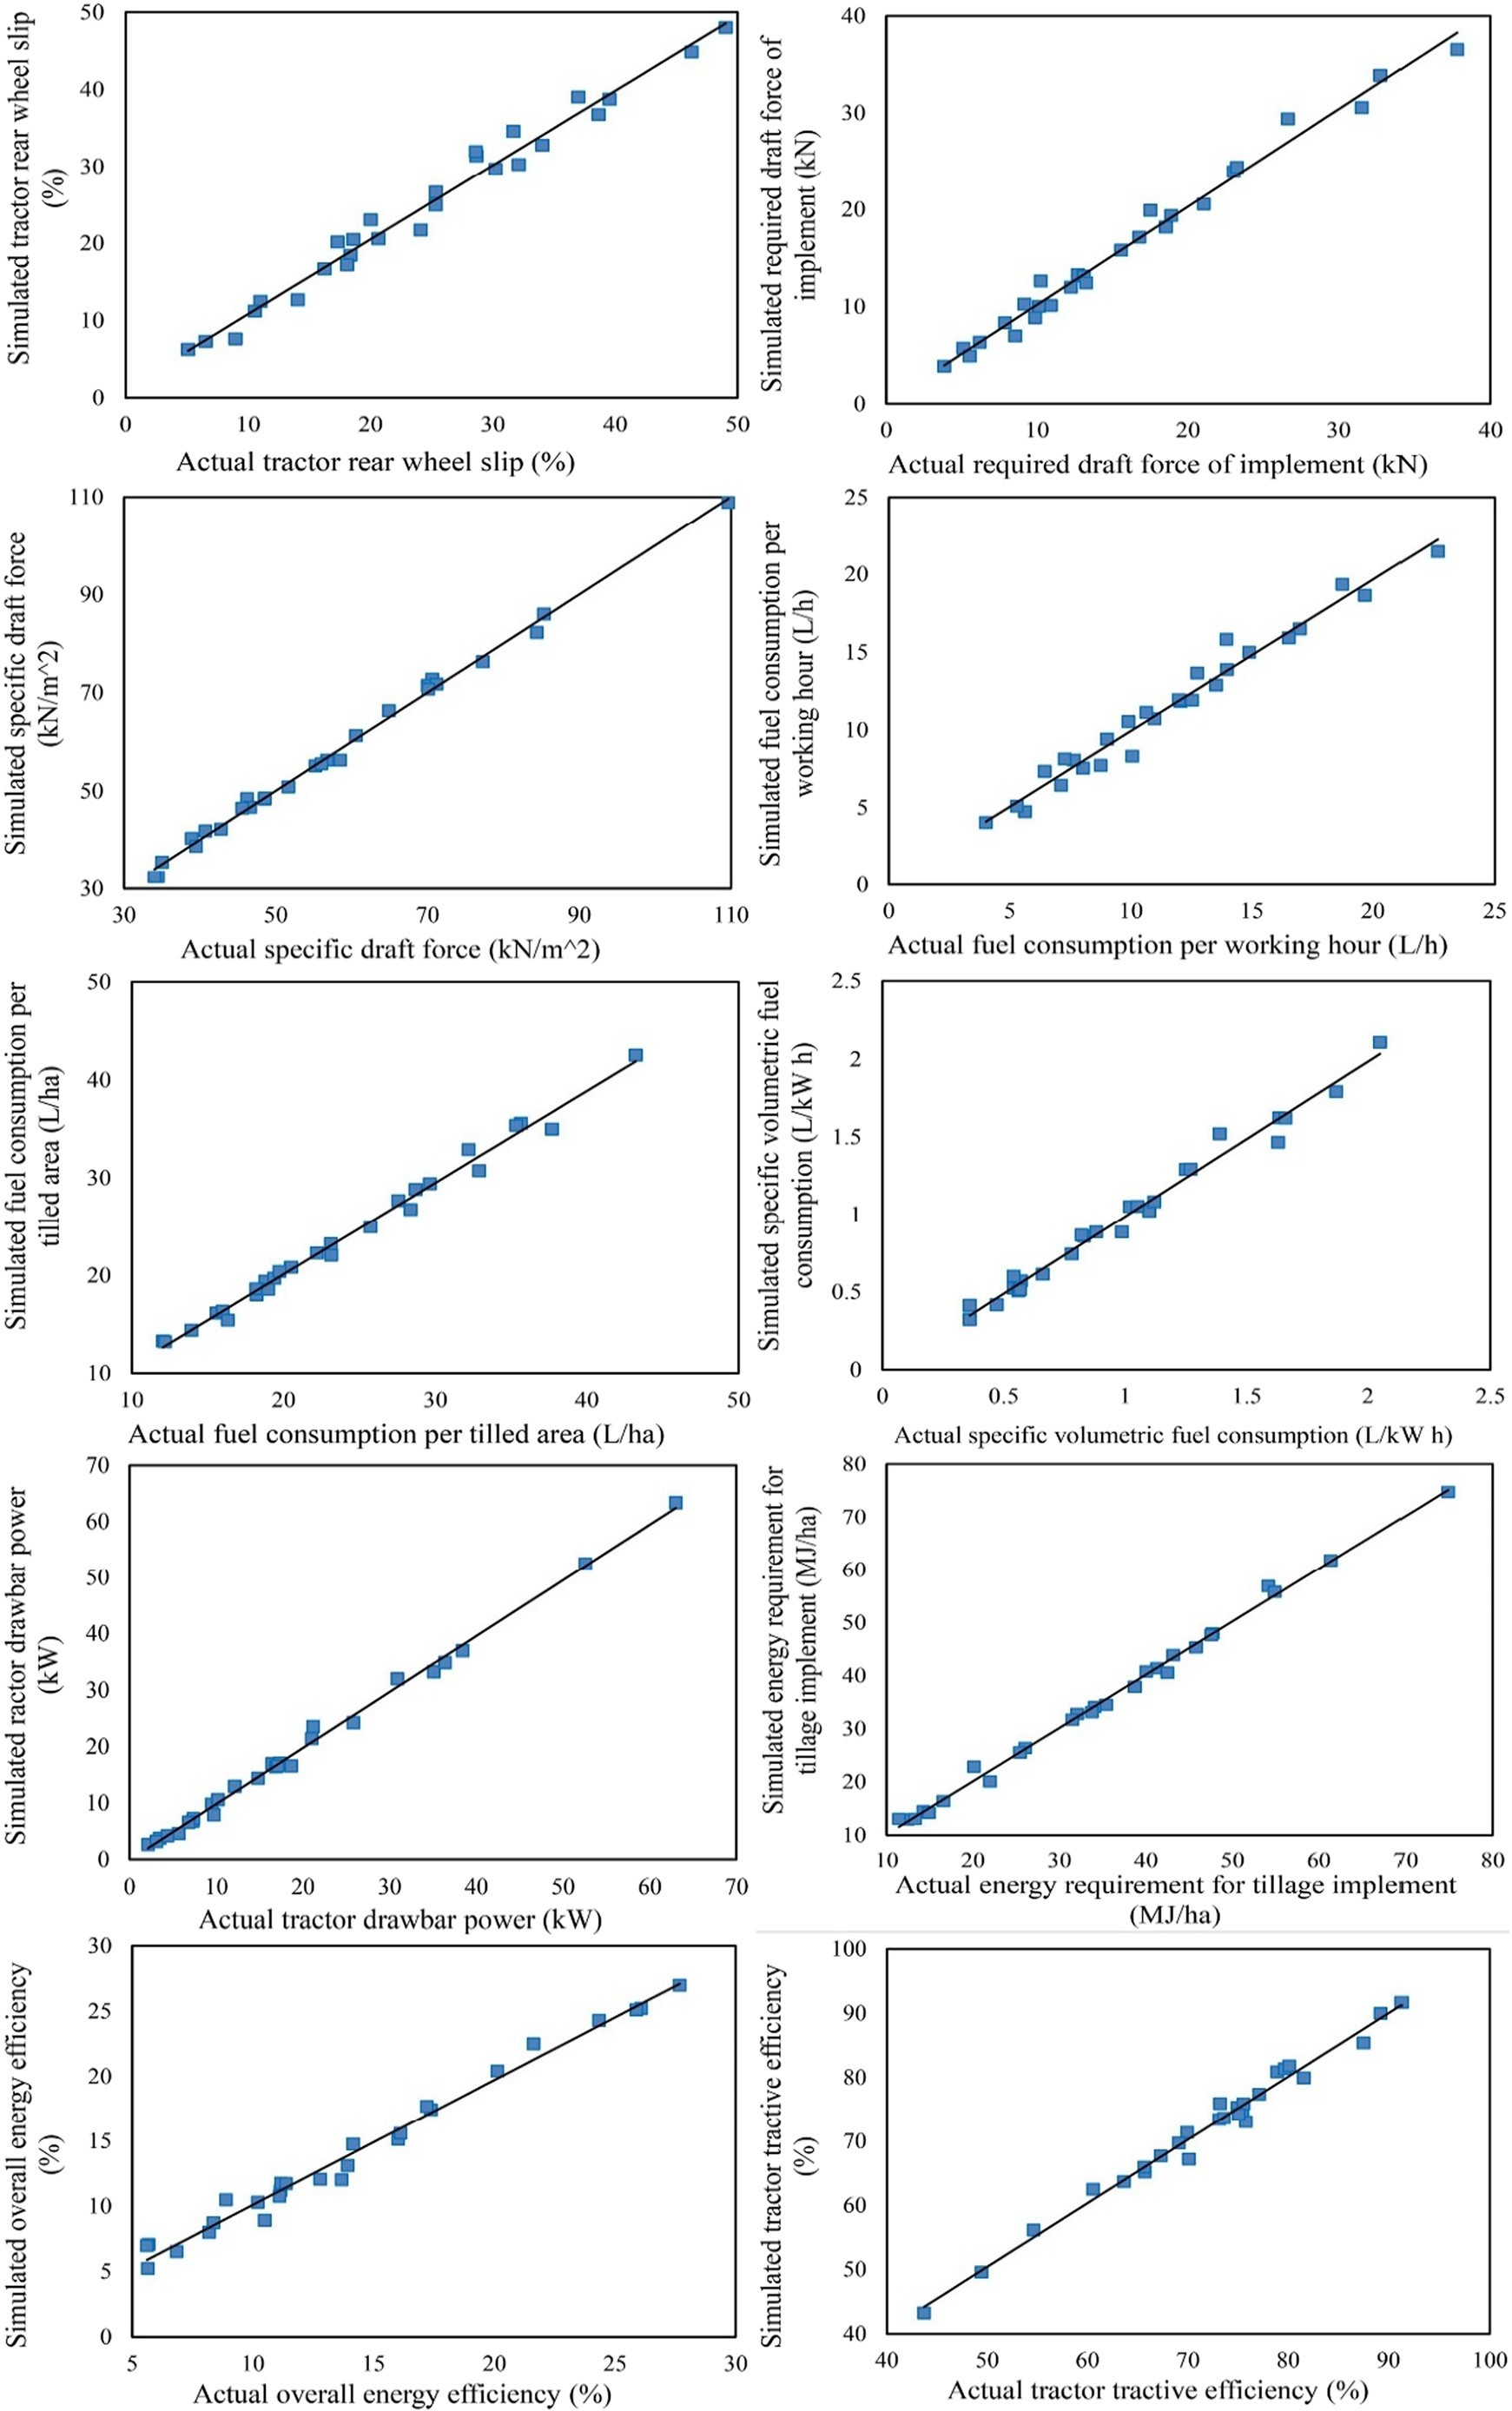 Simulated tractor rear wheel slip
(%)
50
40
30
20
10
0
0 10 20 30 40 50
Actual tractor rear wheel slip (%)
Simulated required draft force of
implement (kN)
40
30
20
10
0
0 10 20 30 40
Actual required draft force of implement (kN)
Simulated specific draft force
(kN/m^2)
110
90
70
50
30
30 50 70 90 110
Actual specific draft force (kN/m^2)
Simulated fuel consumption per
working hour (L/h)
25
20
15
10
5
0
0 5 10 15 20 25
Actual fuel consumption per working hour (L/h)
Simulated fuel consumption per
tilled area (L/ha)
50
40
30
20
10
10 20 30 40 50
Actual fuel consumption per tilled area (L/ha)
Simulated specific volumetric fuel
consumption (L/kW h)
2.5
2
1.5
1
0.5
0
0 0.5 1 1.5 2 2.5
Actual specific volumetric fuel consumption (L/kW h)
Simulated ractor drawbar power
(kW)
70
60
50
40
30
20
10
0
0 10 20 30 40 50 60 70
Actual tractor drawbar power (kW)
Simulated energy requirement for
tillage implement (MJ/ha)
80
70
60
50
40
30
20
10
10 20 30 40 50 60 70 80
Actual energy requirement for tillage implement
(MJ/ha)
Simulated overall energy efficiency
(%)
30
25
20
15
10
5
0
5 10 15 20 25 30
Actual overall energy efficiency (%)
Simulated tractor tractive efficiency
(%)
100
90
80
70
60
50
40
40 50 60 70 80 90 100
Actual tractor tractive efficiency (%)